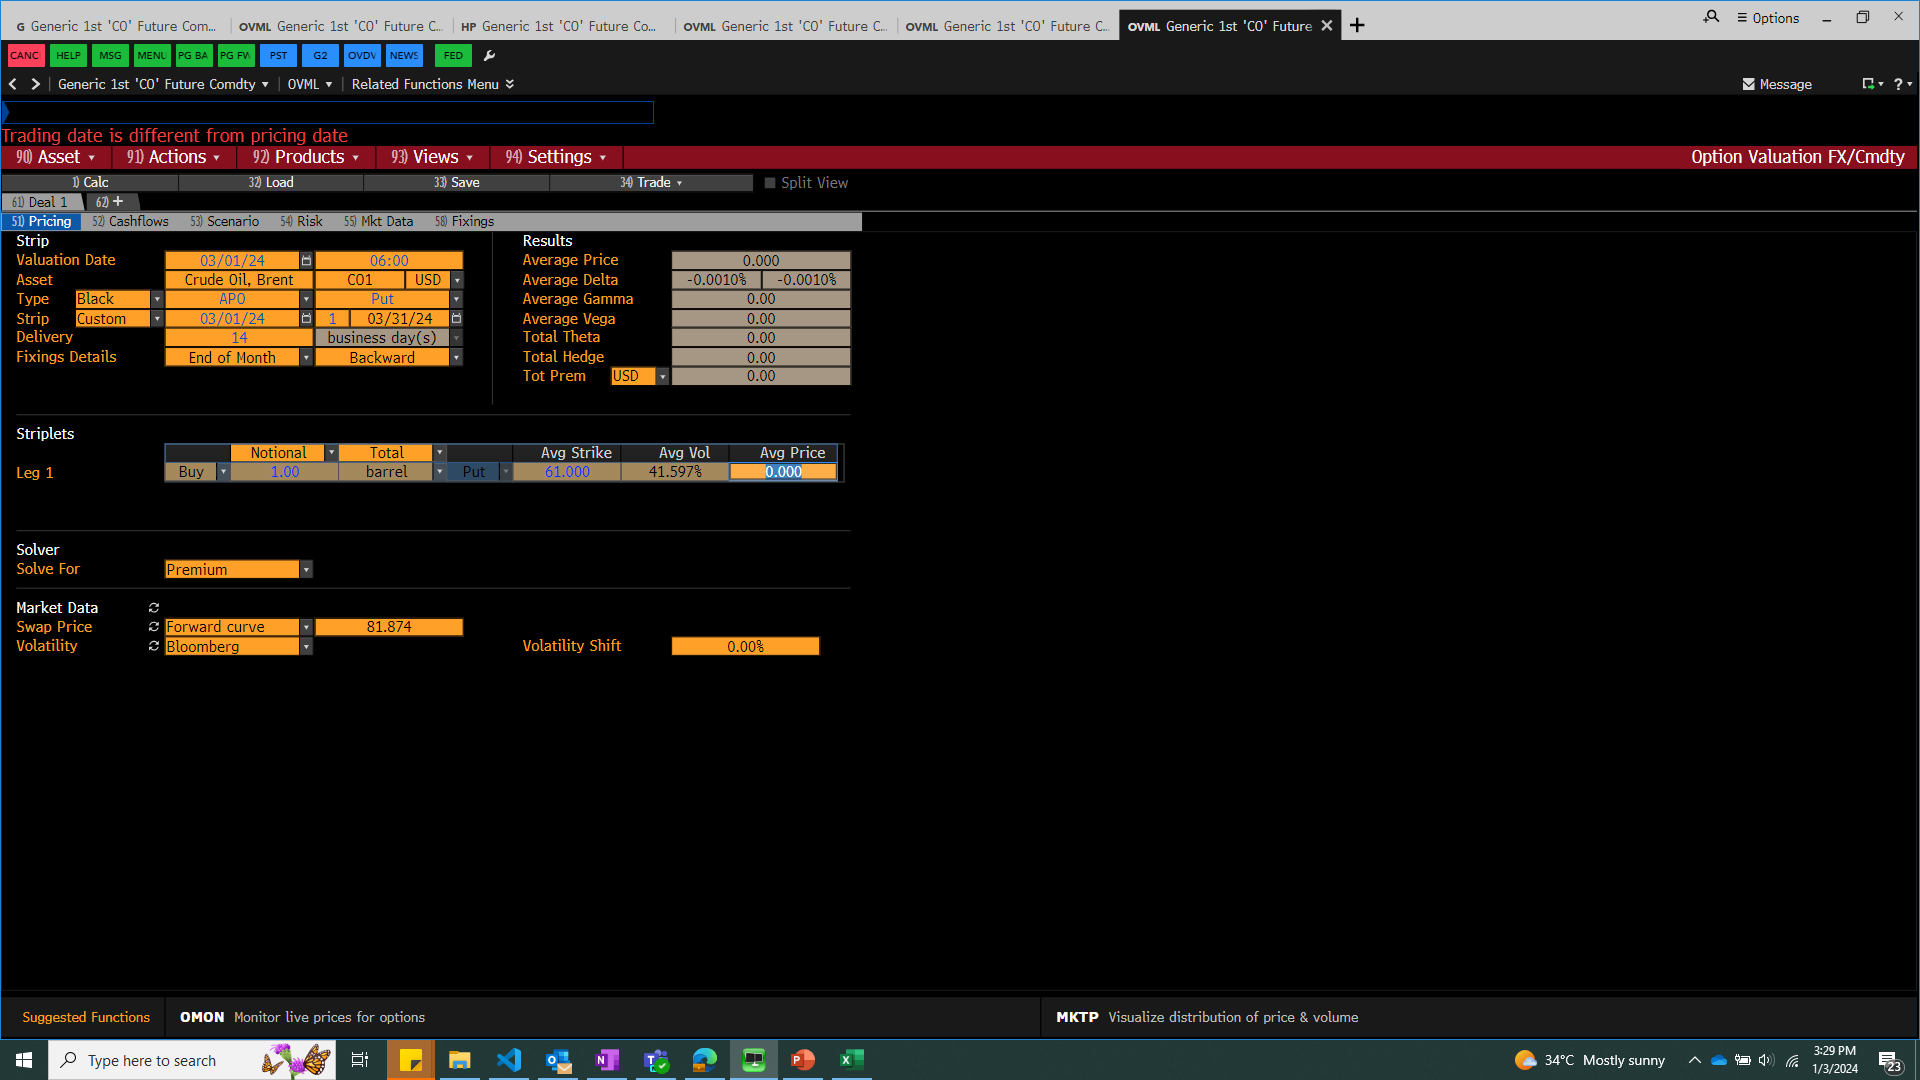 G Generic 1st 'CO' Future Com... OVML Generic 1st 'CO' Future C... HP Generic 1st 'CO' Future Co... OVML Generic 1st 'CO' Future C... OVML Generic 1st 'CO' Future C... OVML Generic 1st 'CO' Future Options
CANC HELP MSG MENU PG BA PG FW PST G2 OVDV NEWS FED
Generic 1st 'CO' Future Comdty OVML Related Functions Menu Message ?
Trading date is different from pricing date
90) Asset 91) Actions 92) Products 93) Views 94) Settings Option Valuation FX/Cmdty
1) Calc 32) Load 33) Save 34) Trade Split View
61) Deal 1 62) +
51) Pricing 52) Cashflows 53) Scenario 54) Risk 55) Mkt Data 58) Fixings
Strip Results
Valuation Date 03/01/24 06:00 Average Price 0.000
Asset Crude Oil, Brent CO1 USD Average Delta -0.0010% -0.0010%
Type Black APO Put Average Gamma 0.00
Strip Custom 03/01/24 1 03/31/24 Average Vega 0.00
Delivery 14 business day(s) Total Theta 0.00
Fixings Details End of Month Backward Total Hedge 0.00
Tot Prem USD 0.00
Striplets
Notional Total Avg Strike Avg Vol Avg Price
Leg 1 Buy 1.00 barrel Put 61.000 41.597% 0.000
Solver
Solve For Premium
Market Data
Swap Price Forward curve 81.874
Volatility Bloomberg Volatility Shift 0.00%
Suggested Functions OMON Monitor live prices for options MKTP Visualize distribution of price & volume
Type here to search 34°C Mostly sunny 3:29 PM
1/3/2024 23